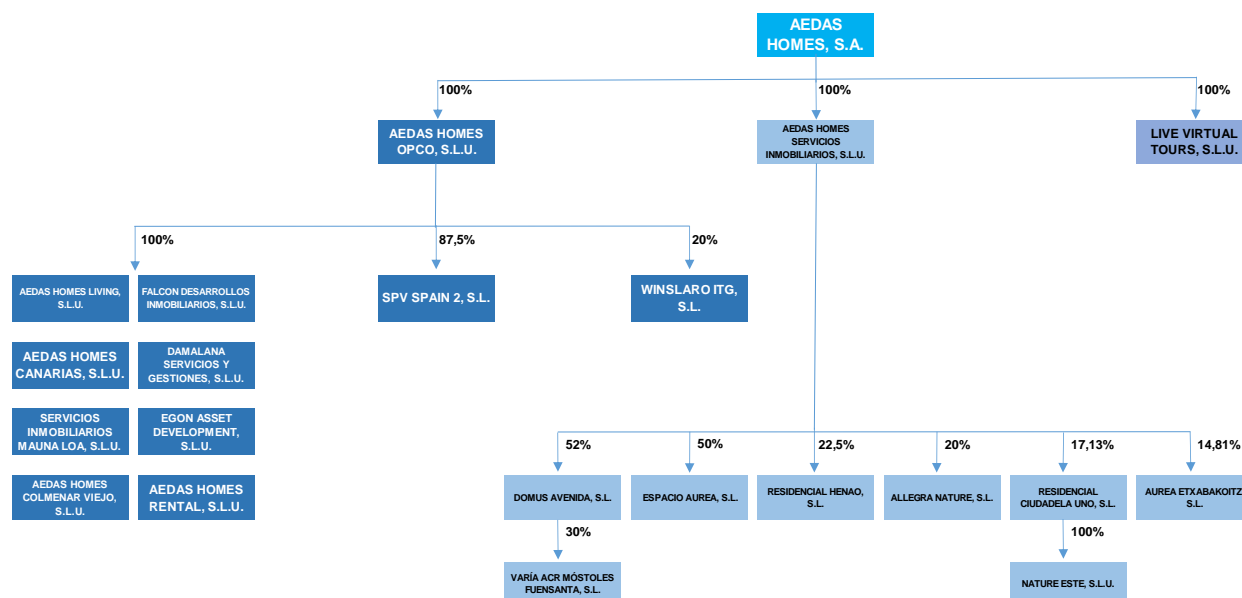 AEDAS
HOMES, S.A.
100%
100%
100%
AEDAS HOMES
OPCO, S.L.U.
AEDAS HOMES
SERVICIOS
INMOBILIARIOS, S.L.U.
LIVE VIRTUAL
TOURS, S.L.U.
100%
87,5%
20%
AEDAS HOMES LIVING,
S.L.U.
FALCON DESARROLLOS
INMOBILIARIOS, S.L.U.
SPV SPAIN 2, S.L.
WINSLARO ITG,
S.L.
AEDAS HOMES
CANARIAS, S.L.U.
DAMALANA
SERVICIOS Y
GESTIONES, S.L.U.
SERVICIOS
INMOBILIARIOS
MAUNA LOA, S.L.U.
EGON ASSET
DEVELOPMENT,
S.L.U.
AEDAS HOMES
COLMENAR VIEJO,
S.L.U.
AEDAS HOMES
RENTAL, S.L.U.
52%
50%
22,5%
20%
17,13%
14,81%
DOMUS AVENIDA, S.L.
ESPACIO AUREA, S.L.
RESIDENCIAL HENAO,
S.L.
ALLEGRA NATURE, S.L.
RESIDENCIAL
CIUDADELA UNO, S.L.
AUREA ETXABAKOITZ
S.L.
30%
100%
VARÍA ACR MÓSTOLES
FUENSANTA, S.L.
NATURE ESTE, S.L.U.